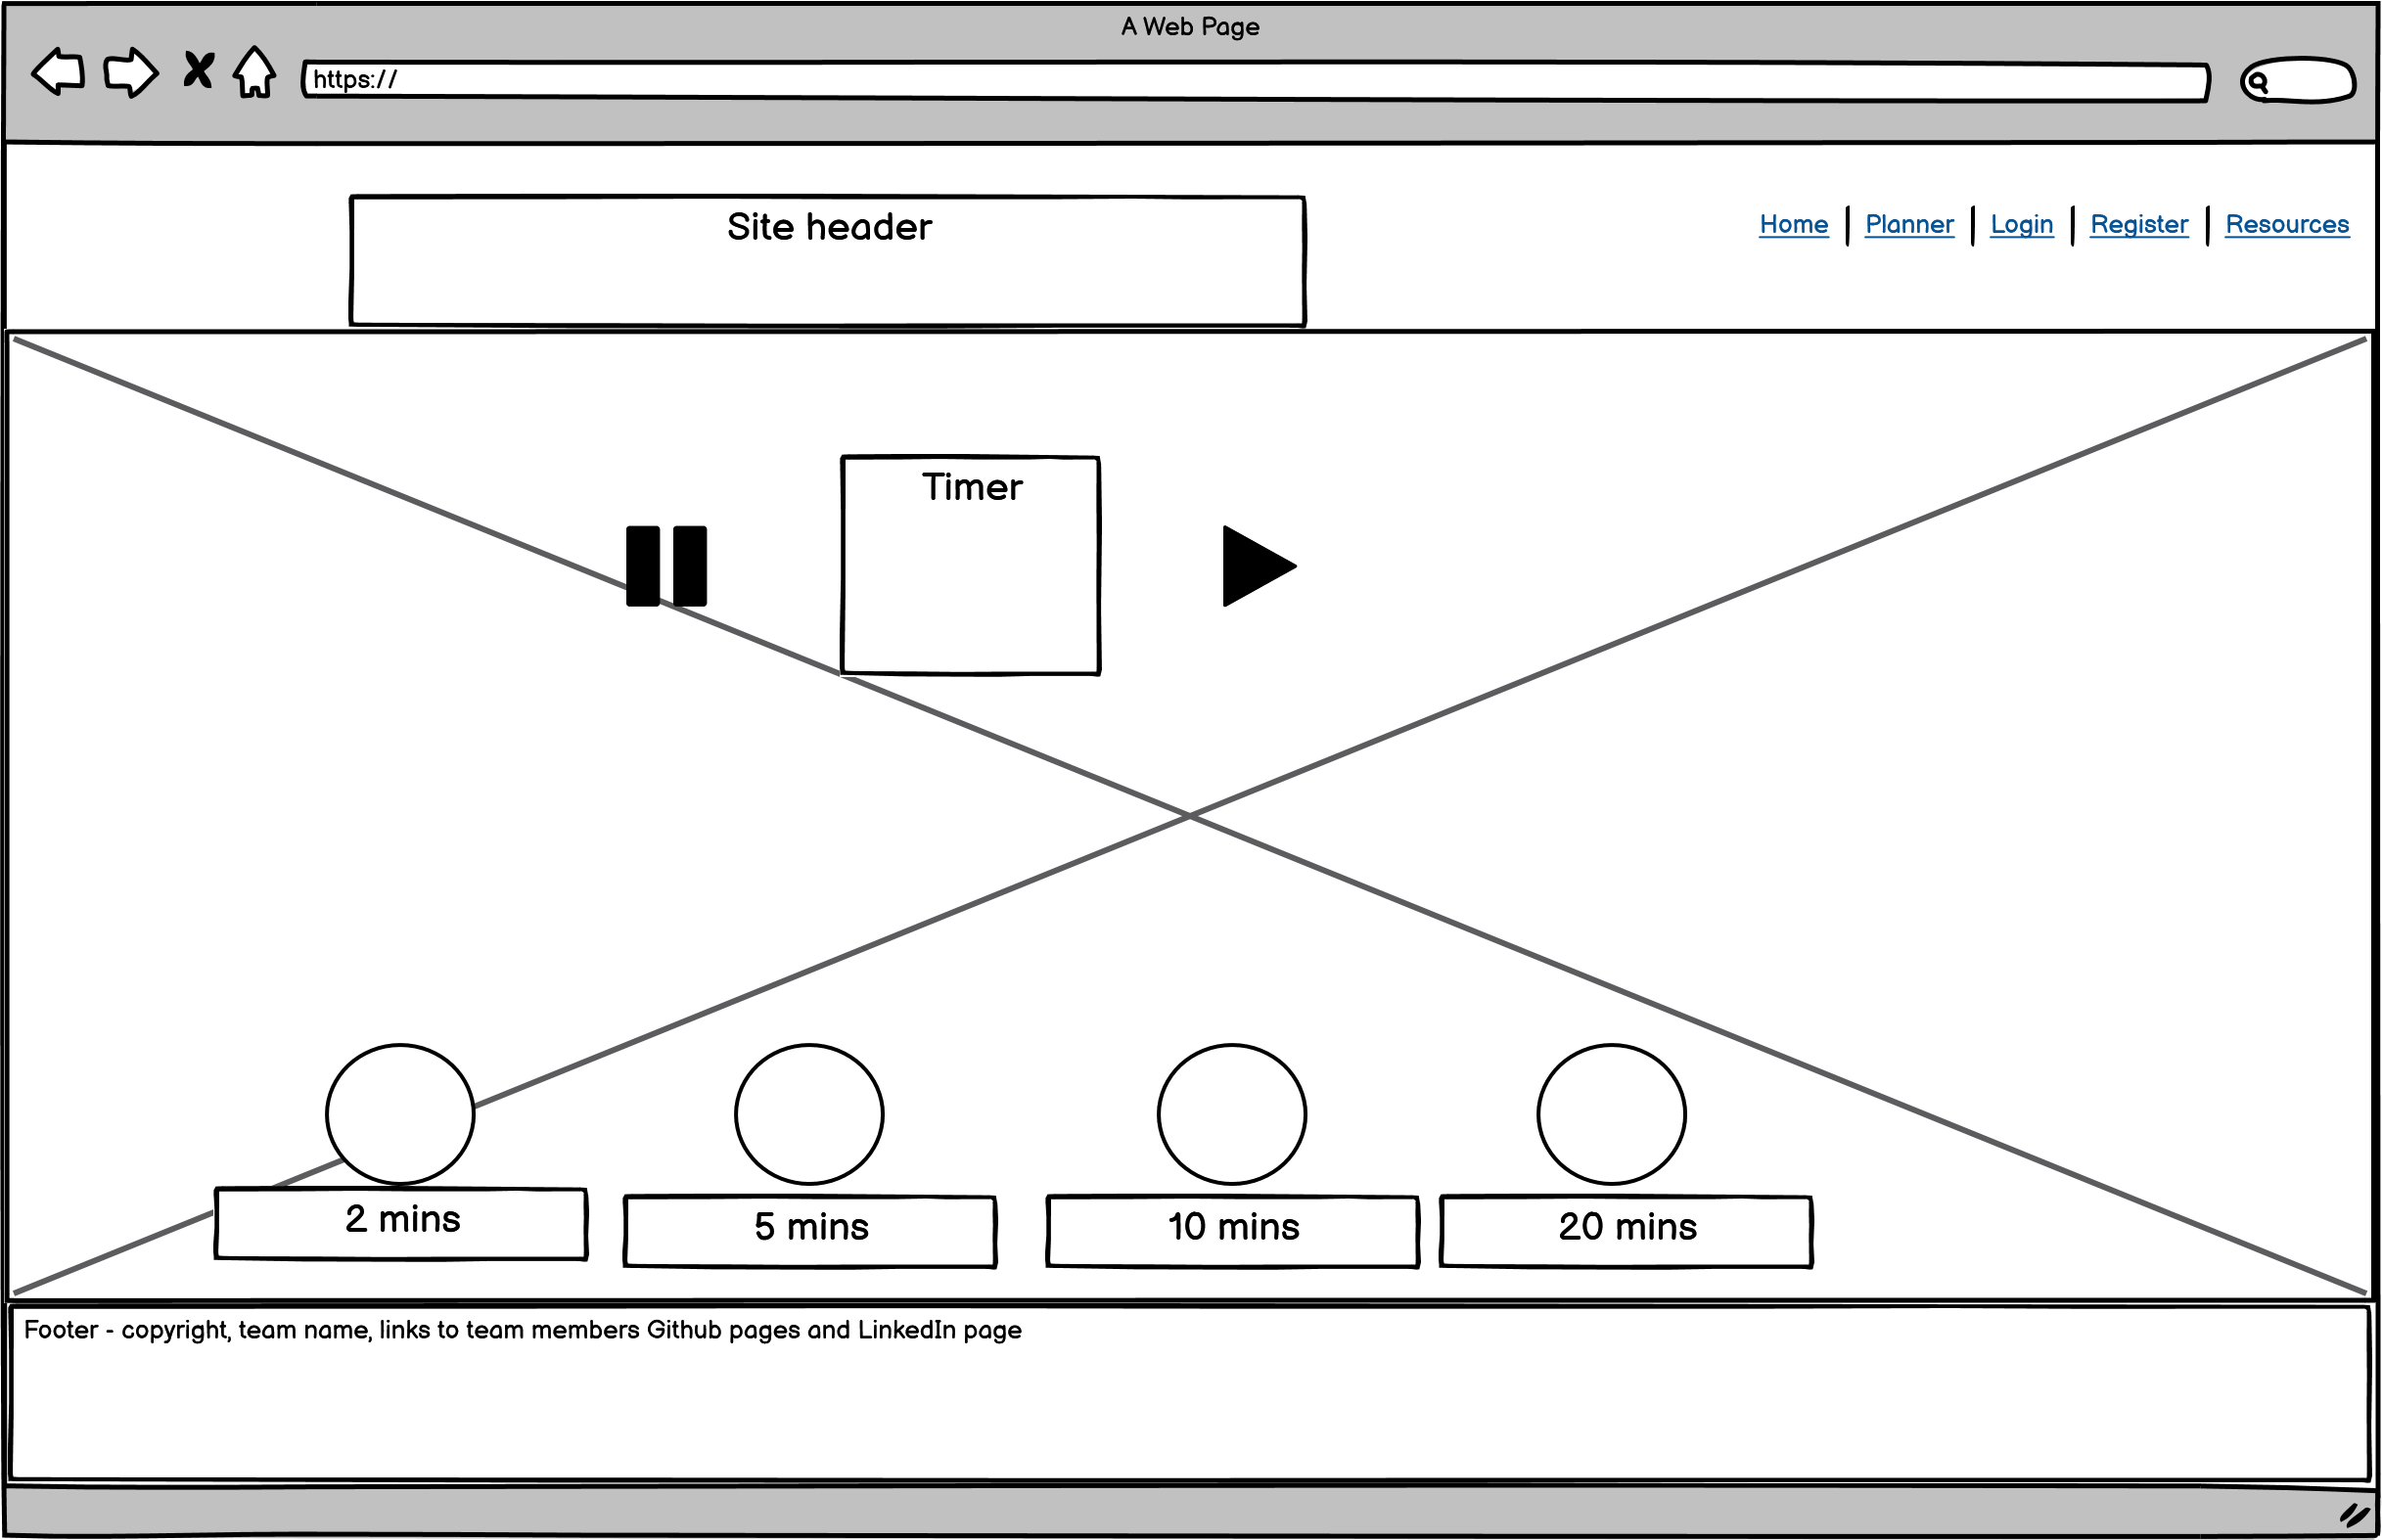 A Web Page
https://
Site header
Home Planner Login Register Resources
Timer
2 mins
5 mins
10 mins
20 mins
Footer - copyright, team name, links to team members Github pages and LinkedIn page